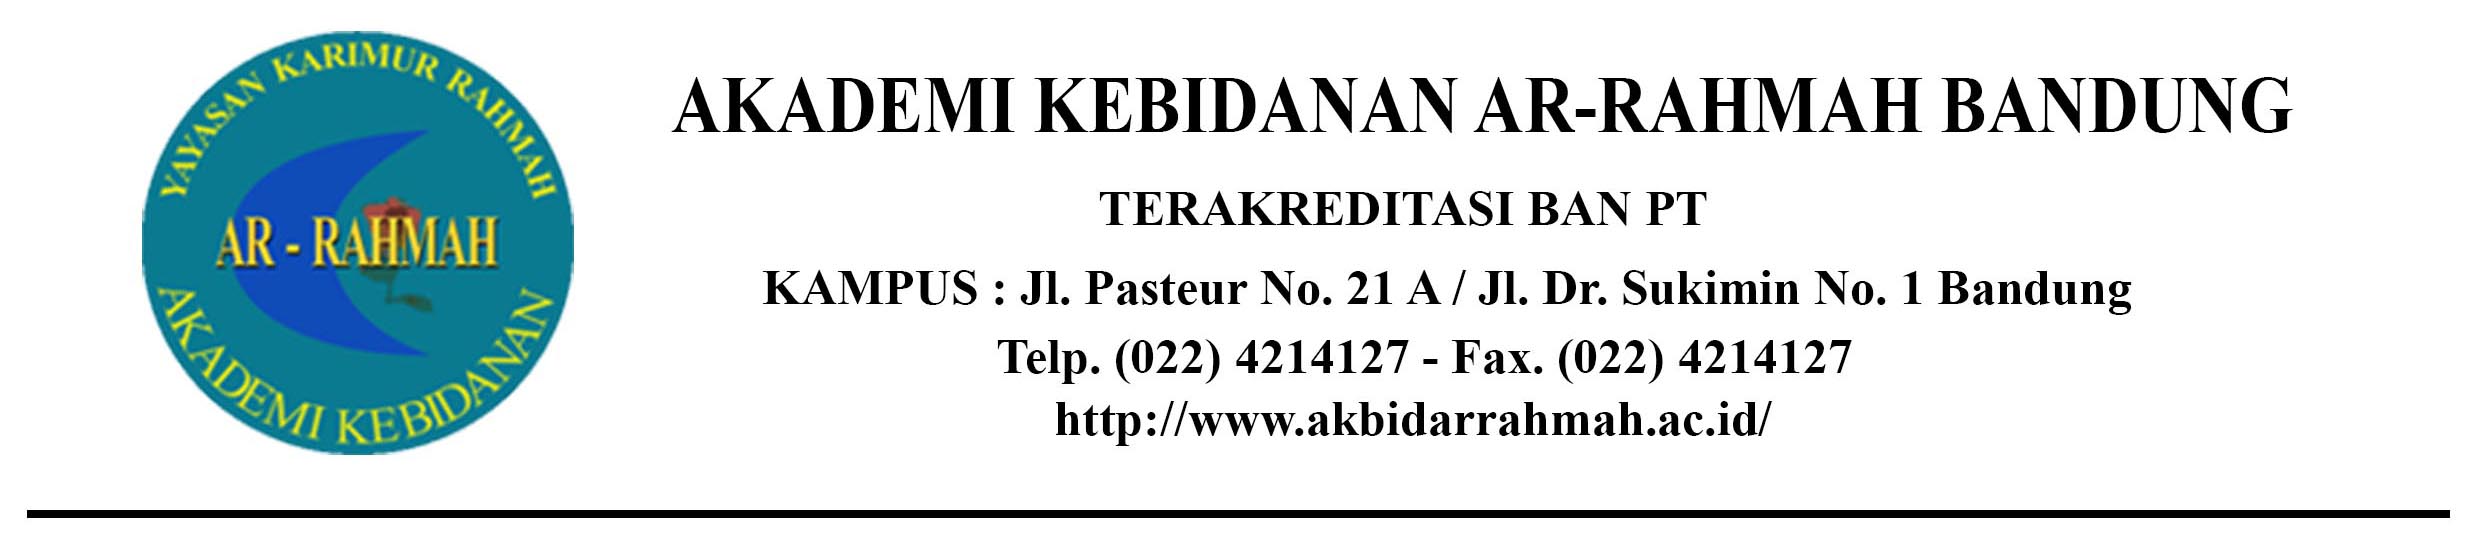 YAYASAN KARIMUR RAHMAH
AR - RAHMAH
AKADEMI KEBIDANAN
AKADEMI KEBIDANAN AR-RAHMAH BANDUNG
TERAKREDITASI BAN PT
KAMPUS : Jl. Pasteur No. 21 A / Jl. Dr. Sukimin No. 1 Bandung
Telp. (022) 4214127 - Fax. (022) 4214127
http://www.akbidarrahmah.ac.id/